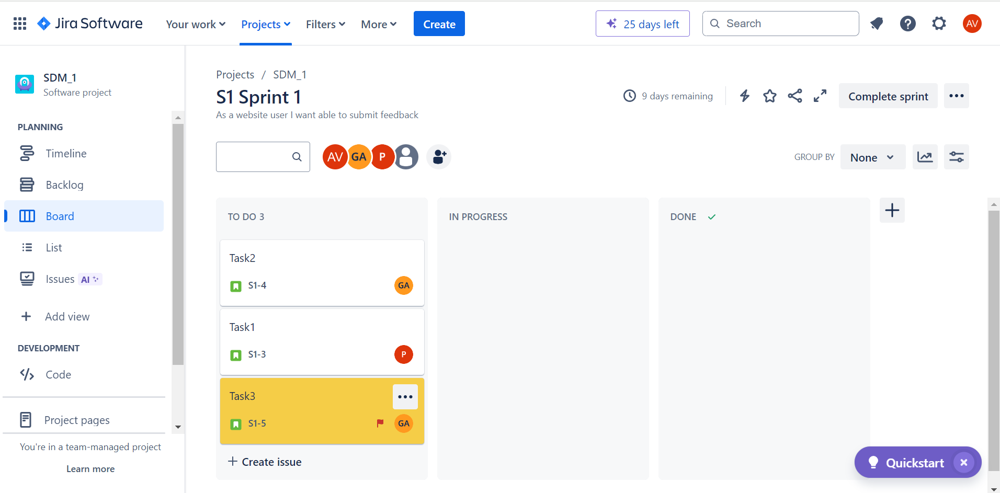 Jira Software
Your work
Projects
Filters
More
Create
25 days left
Search
AV
SDM_1
Software project
PLANNING
Timeline
Backlog
Board
List
Issues AI
Add view
DEVELOPMENT
Code
Project pages
You're in a team-managed project
Learn more
Projects / SDM_1
S1 Sprint 1
As a website user I want able to submit feedback
9 days remaining
Complete sprint
AV GA P
GROUP BY None
TO DO 3
Task2
S1-4 GA
Task1
S1-3 P
Task3
S1-5 GA
+ Create issue
IN PROGRESS
DONE
Quickstart